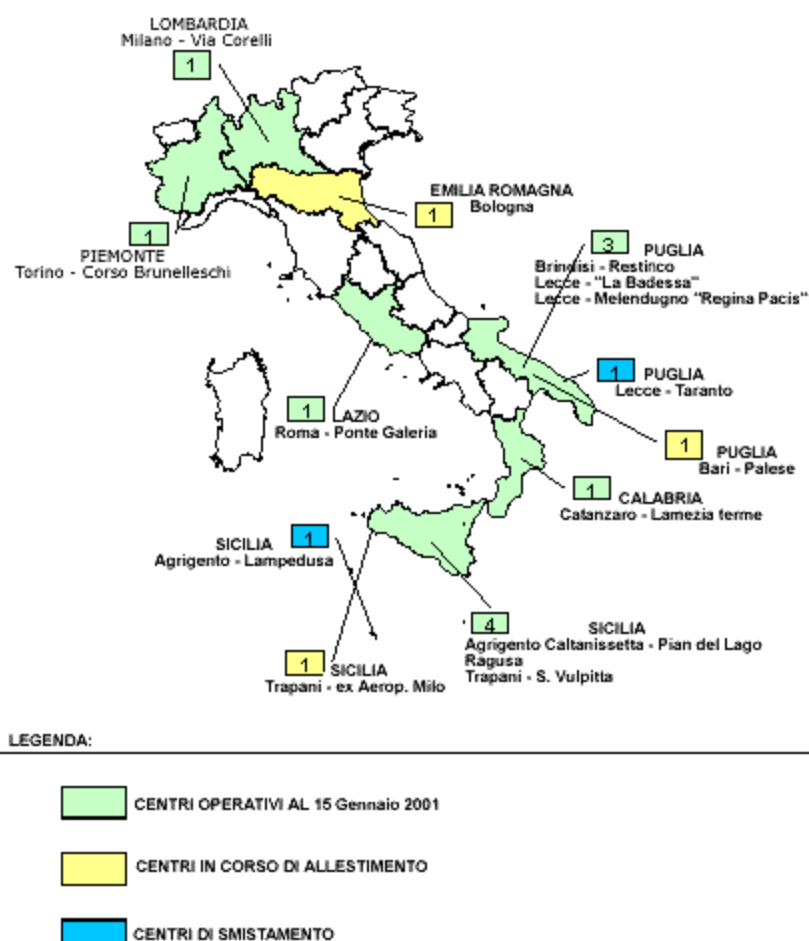 LOMBARDIA
Milano - Via Corelli
1
EMILIA ROMAGNA
Bologna
1
1
PIEMONTE
Torino - Corso Brunelleschi
3
PUGLIA
Brindisi - Restinco
Lecce - "La Badessa"
Lecce - Melendugno "Regina Pacis"
1
PUGLIA
Lecce - Taranto
1
LAZIO
Roma - Ponte Galeria
1
PUGLIA
Bari - Palese
1
CALABRIA
Catanzaro - Lamezia terme
SICILIA
1
Agrigento - Lampedusa
4
SICILIA
Agrigento Caltanissetta - Pian del Lago
Ragusa
Trapani - S. Vulpitta
1
SICILIA
Trapani - ex Aerop. Milo
LEGENDA:
CENTRI OPERATIVI AL 15 Gennaio 2001
CENTRI IN CORSO DI ALLESTIMENTO
CENTRI DI SMISTAMENTO